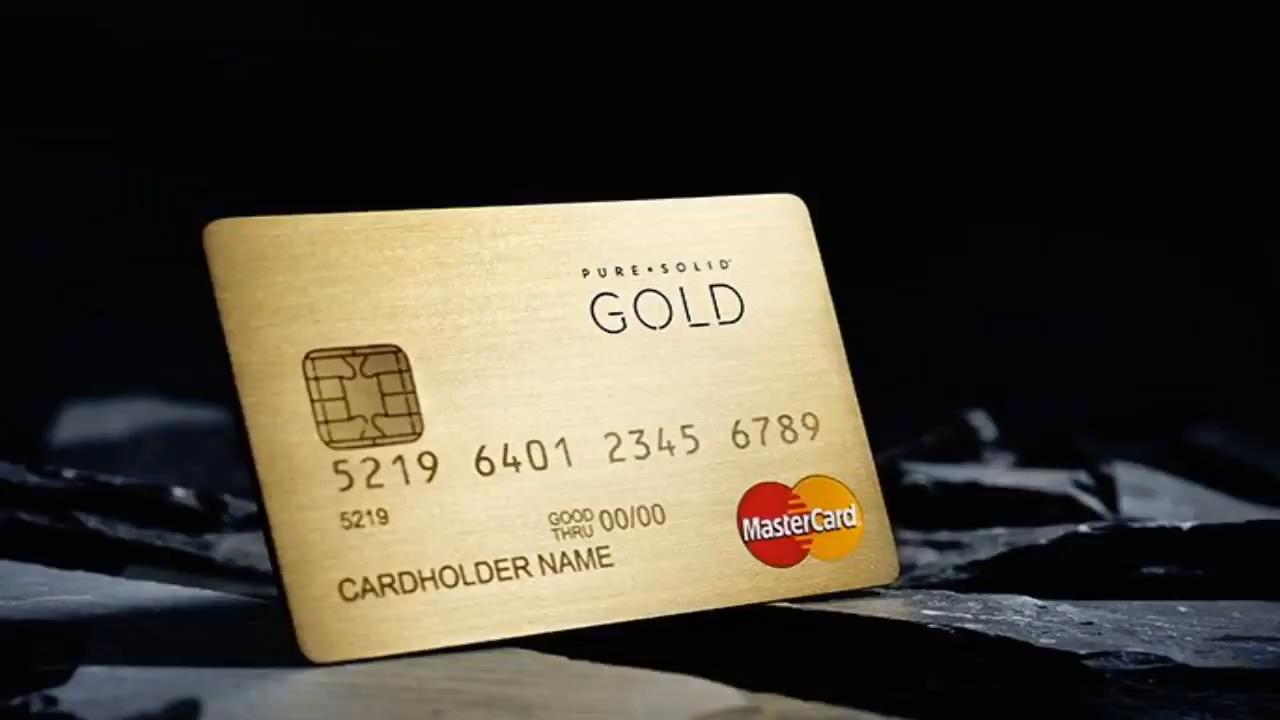 PURE•SOLID
GOLD
5219 6401 2345 6789
5219
GOOD THRU 00/00
CARDHOLDER NAME
MasterCard